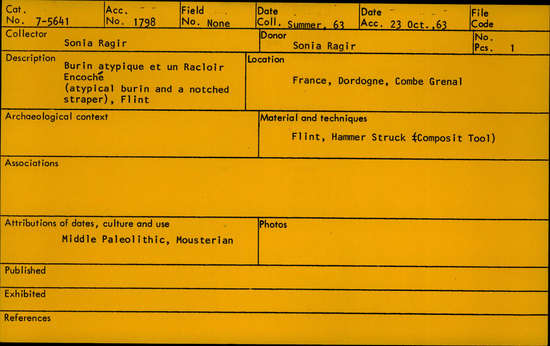 Cat. No. 7-5641
Acc. No. 1798
Field No. None
Date Coll. Summer, 63
Date Acc. 23 Oct.,63
File Code
Collector
Sonia Ragir
Donor
Sonia Ragir
No. Pcs. 1
Description
Burin atypique et un Racloir
Encoché
(atypical burin and a notched
straper), Flint
Location
France, Dordogne, Combe Grenal
Archaeological context
Material and techniques
Flint, Hammer Struck (Composit Tool)
Associations
Attributions of dates, culture and use
Middle Paleolithic, Mousterian
Photos
Published
Exhibited
References